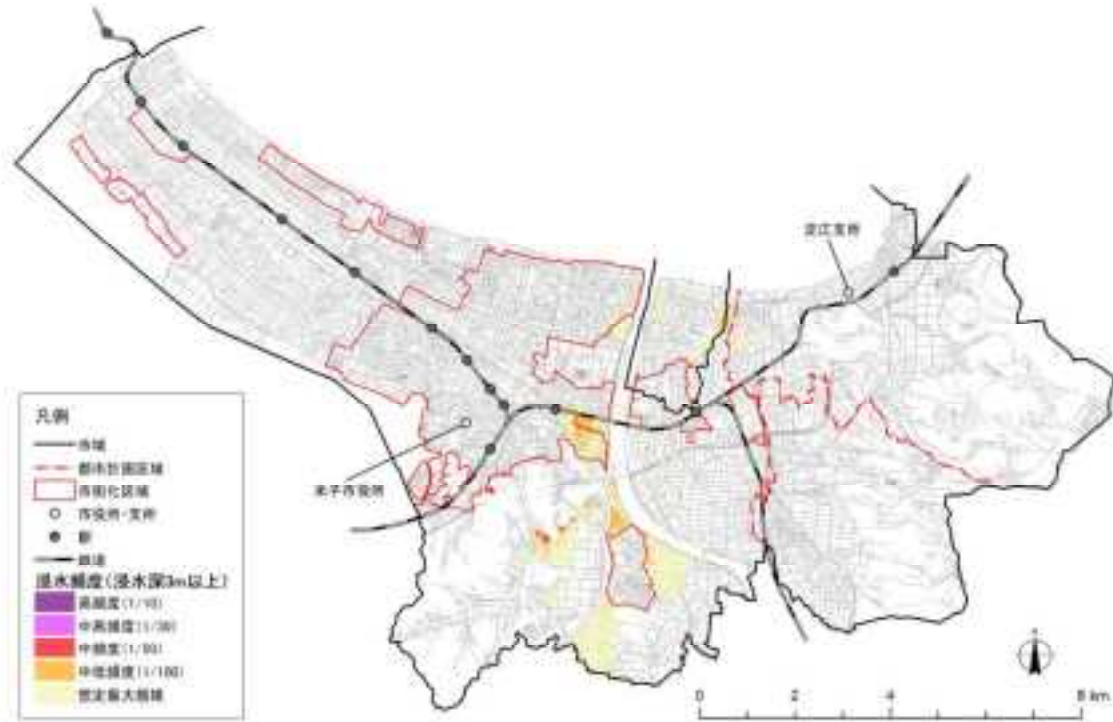 淀江支所
米子市役所
凡例
市域
都市計画区域
市街化区域
市役所・支所
駅
鉄道
浸水頻度(浸水深3m以上)
高頻度(1/10)
中高頻度(1/30)
中頻度(1/50)
中低頻度(1/100)
想定最大規模
0 2 4 8 km